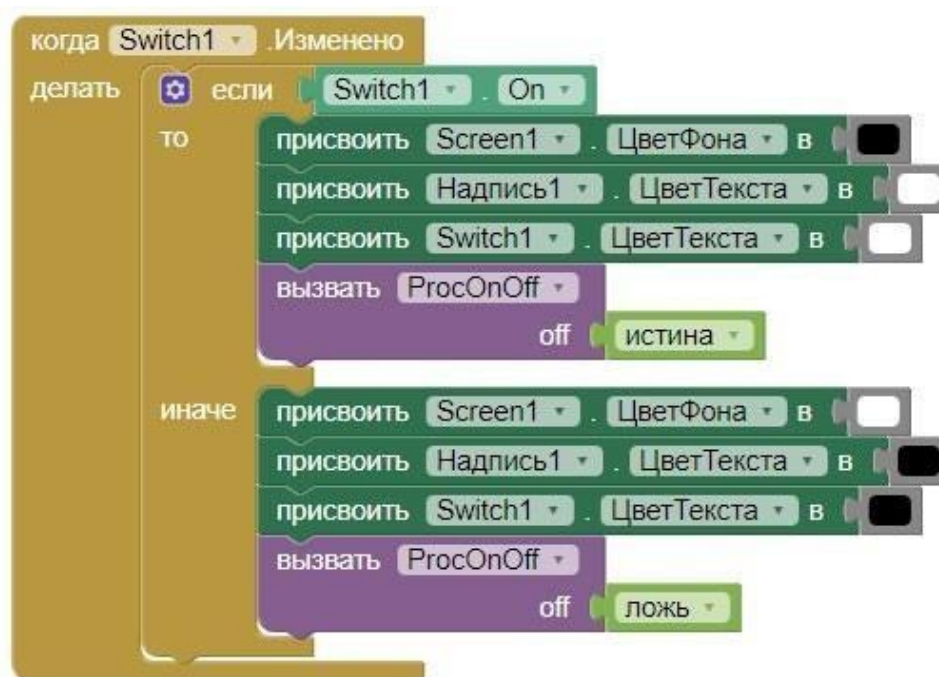 когда Switch1 .Изменено
делать если Switch1 . On
то присвоить Screen1 . ЦветФона в
присвоить Надпись1 . ЦветТекста в
присвоить Switch1 . ЦветТекста в
вызвать ProcOnOff
off истина
иначе присвоить Screen1 . ЦветФона в
присвоить Надпись1 . ЦветТекста в
присвоить Switch1 . ЦветТекста в
вызвать ProcOnOff
off ложь